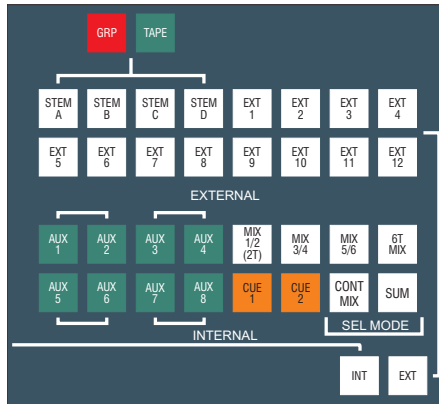 GRP TAPE
STEM A STEM B STEM C STEM D EXT 1 EXT 2 EXT 3 EXT 4
EXT 5 EXT 6 EXT 7 EXT 8 EXT 9 EXT 10 EXT 11 EXT 12
EXTERNAL
AUX 1 AUX 2 AUX 3 AUX 4 MIX 1/2 (2T) MIX 3/4 MIX 5/6 6T MIX
AUX 5 AUX 6 AUX 7 AUX 8 CUE 1 CUE 2 CONT MIX SUM
INTERNAL SEL MODE
INT EXT